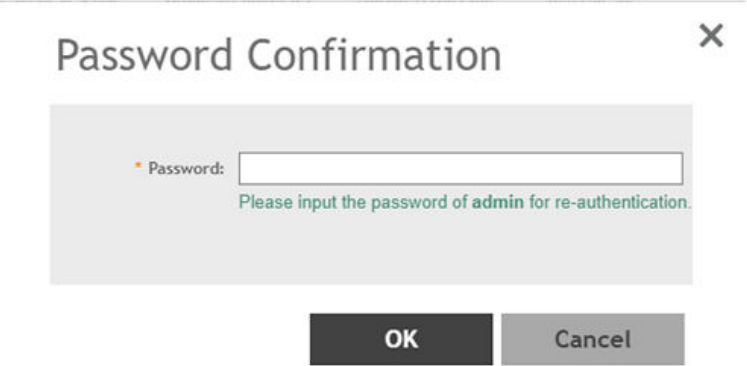 Password Confirmation
* Password:
Please input the password of admin for re-authentication.
OK
Cancel